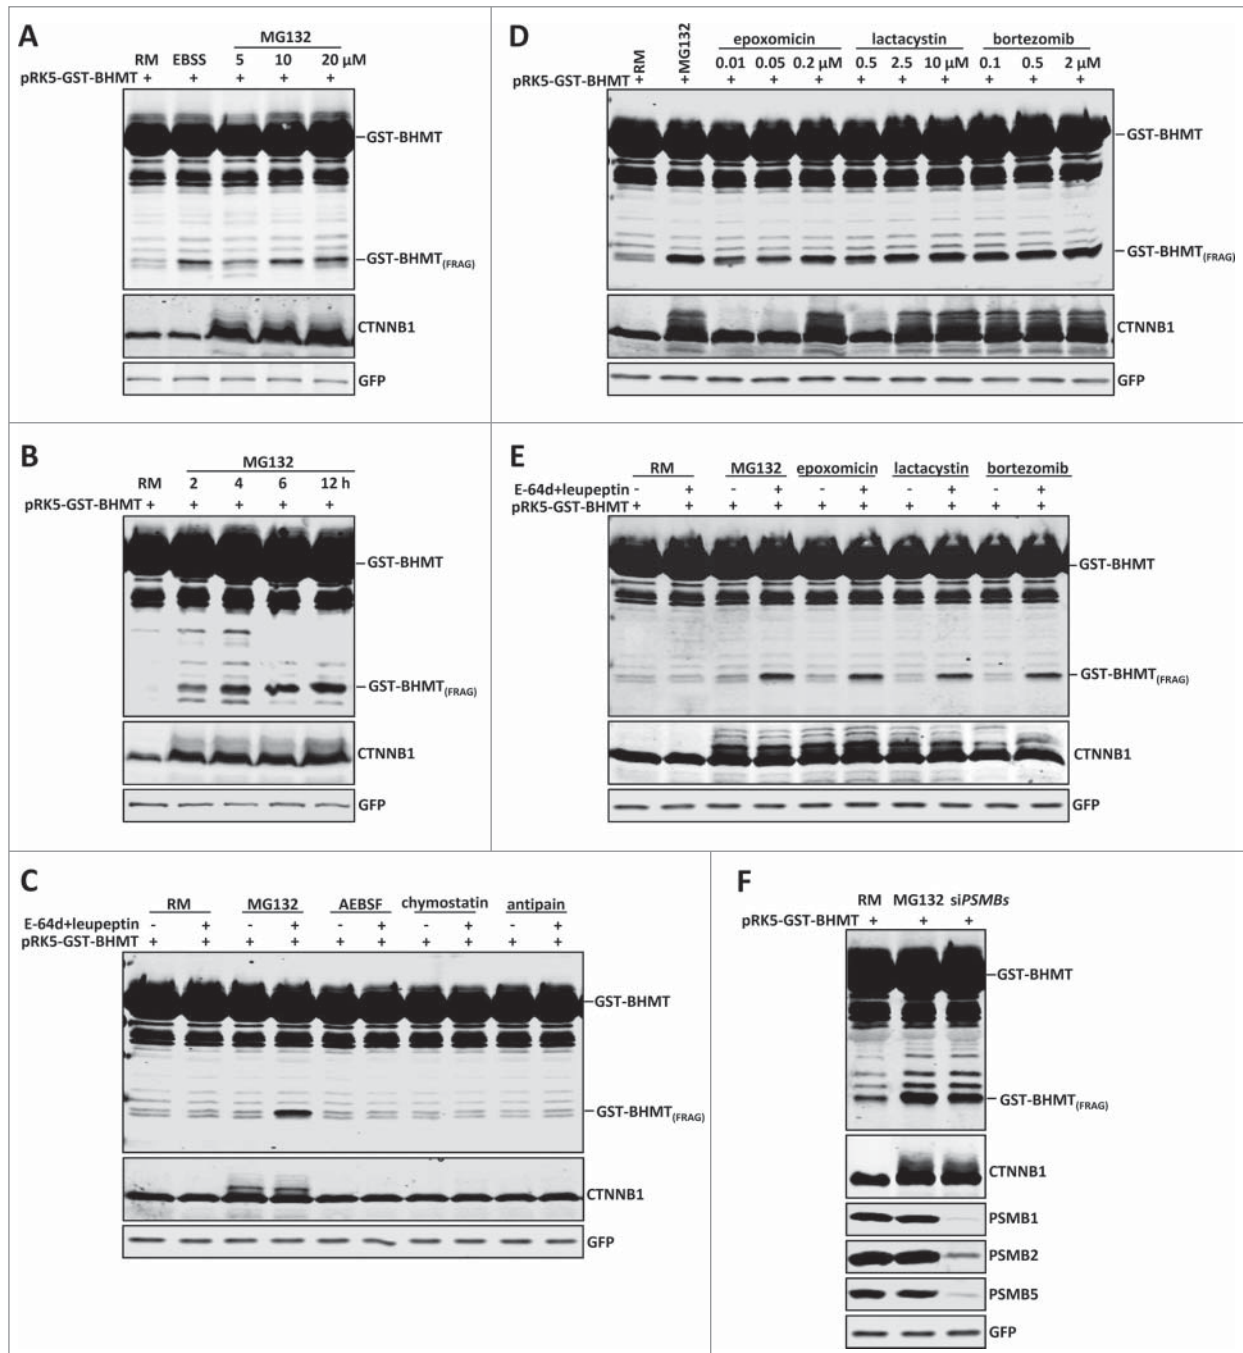 A
MG132
RM EBSS 5 10 20 µM
pRK5-GST-BHMT + + + + +
GST-BHMT
GST-BHMT(FRAG)
CTNNB1
GFP
B
MG132
RM 2 4 6 12 h
pRK5-GST-BHMT + + + + +
GST-BHMT
GST-BHMT(FRAG)
CTNNB1
GFP
C
RM MG132 AEBSF chymostatin antipain
E-64d+leupeptin - + - + - + - + - +
pRK5-GST-BHMT + + + + + + + + + +
GST-BHMT
GST-BHMT(FRAG)
CTNNB1
GFP
D
RM MG132 epoxomicin lactacystin bortezomib
0.01 0.05 0.2 µM 0.5 2.5 10 µM 0.1 0.5 2 µM
pRK5-GST-BHMT + + + + + + + + + + +
GST-BHMT
GST-BHMT(FRAG)
CTNNB1
GFP
E
RM MG132 epoxomicin lactacystin bortezomib
E-64d+leupeptin - + - + - + - + - +
pRK5-GST-BHMT + + + + + + + + + +
GST-BHMT
GST-BHMT(FRAG)
CTNNB1
GFP
F
RM MG132 siPSMBs
pRK5-GST-BHMT + + +
GST-BHMT
GST-BHMT(FRAG)
CTNNB1
PSMB1
PSMB2
PSMB5
GFP